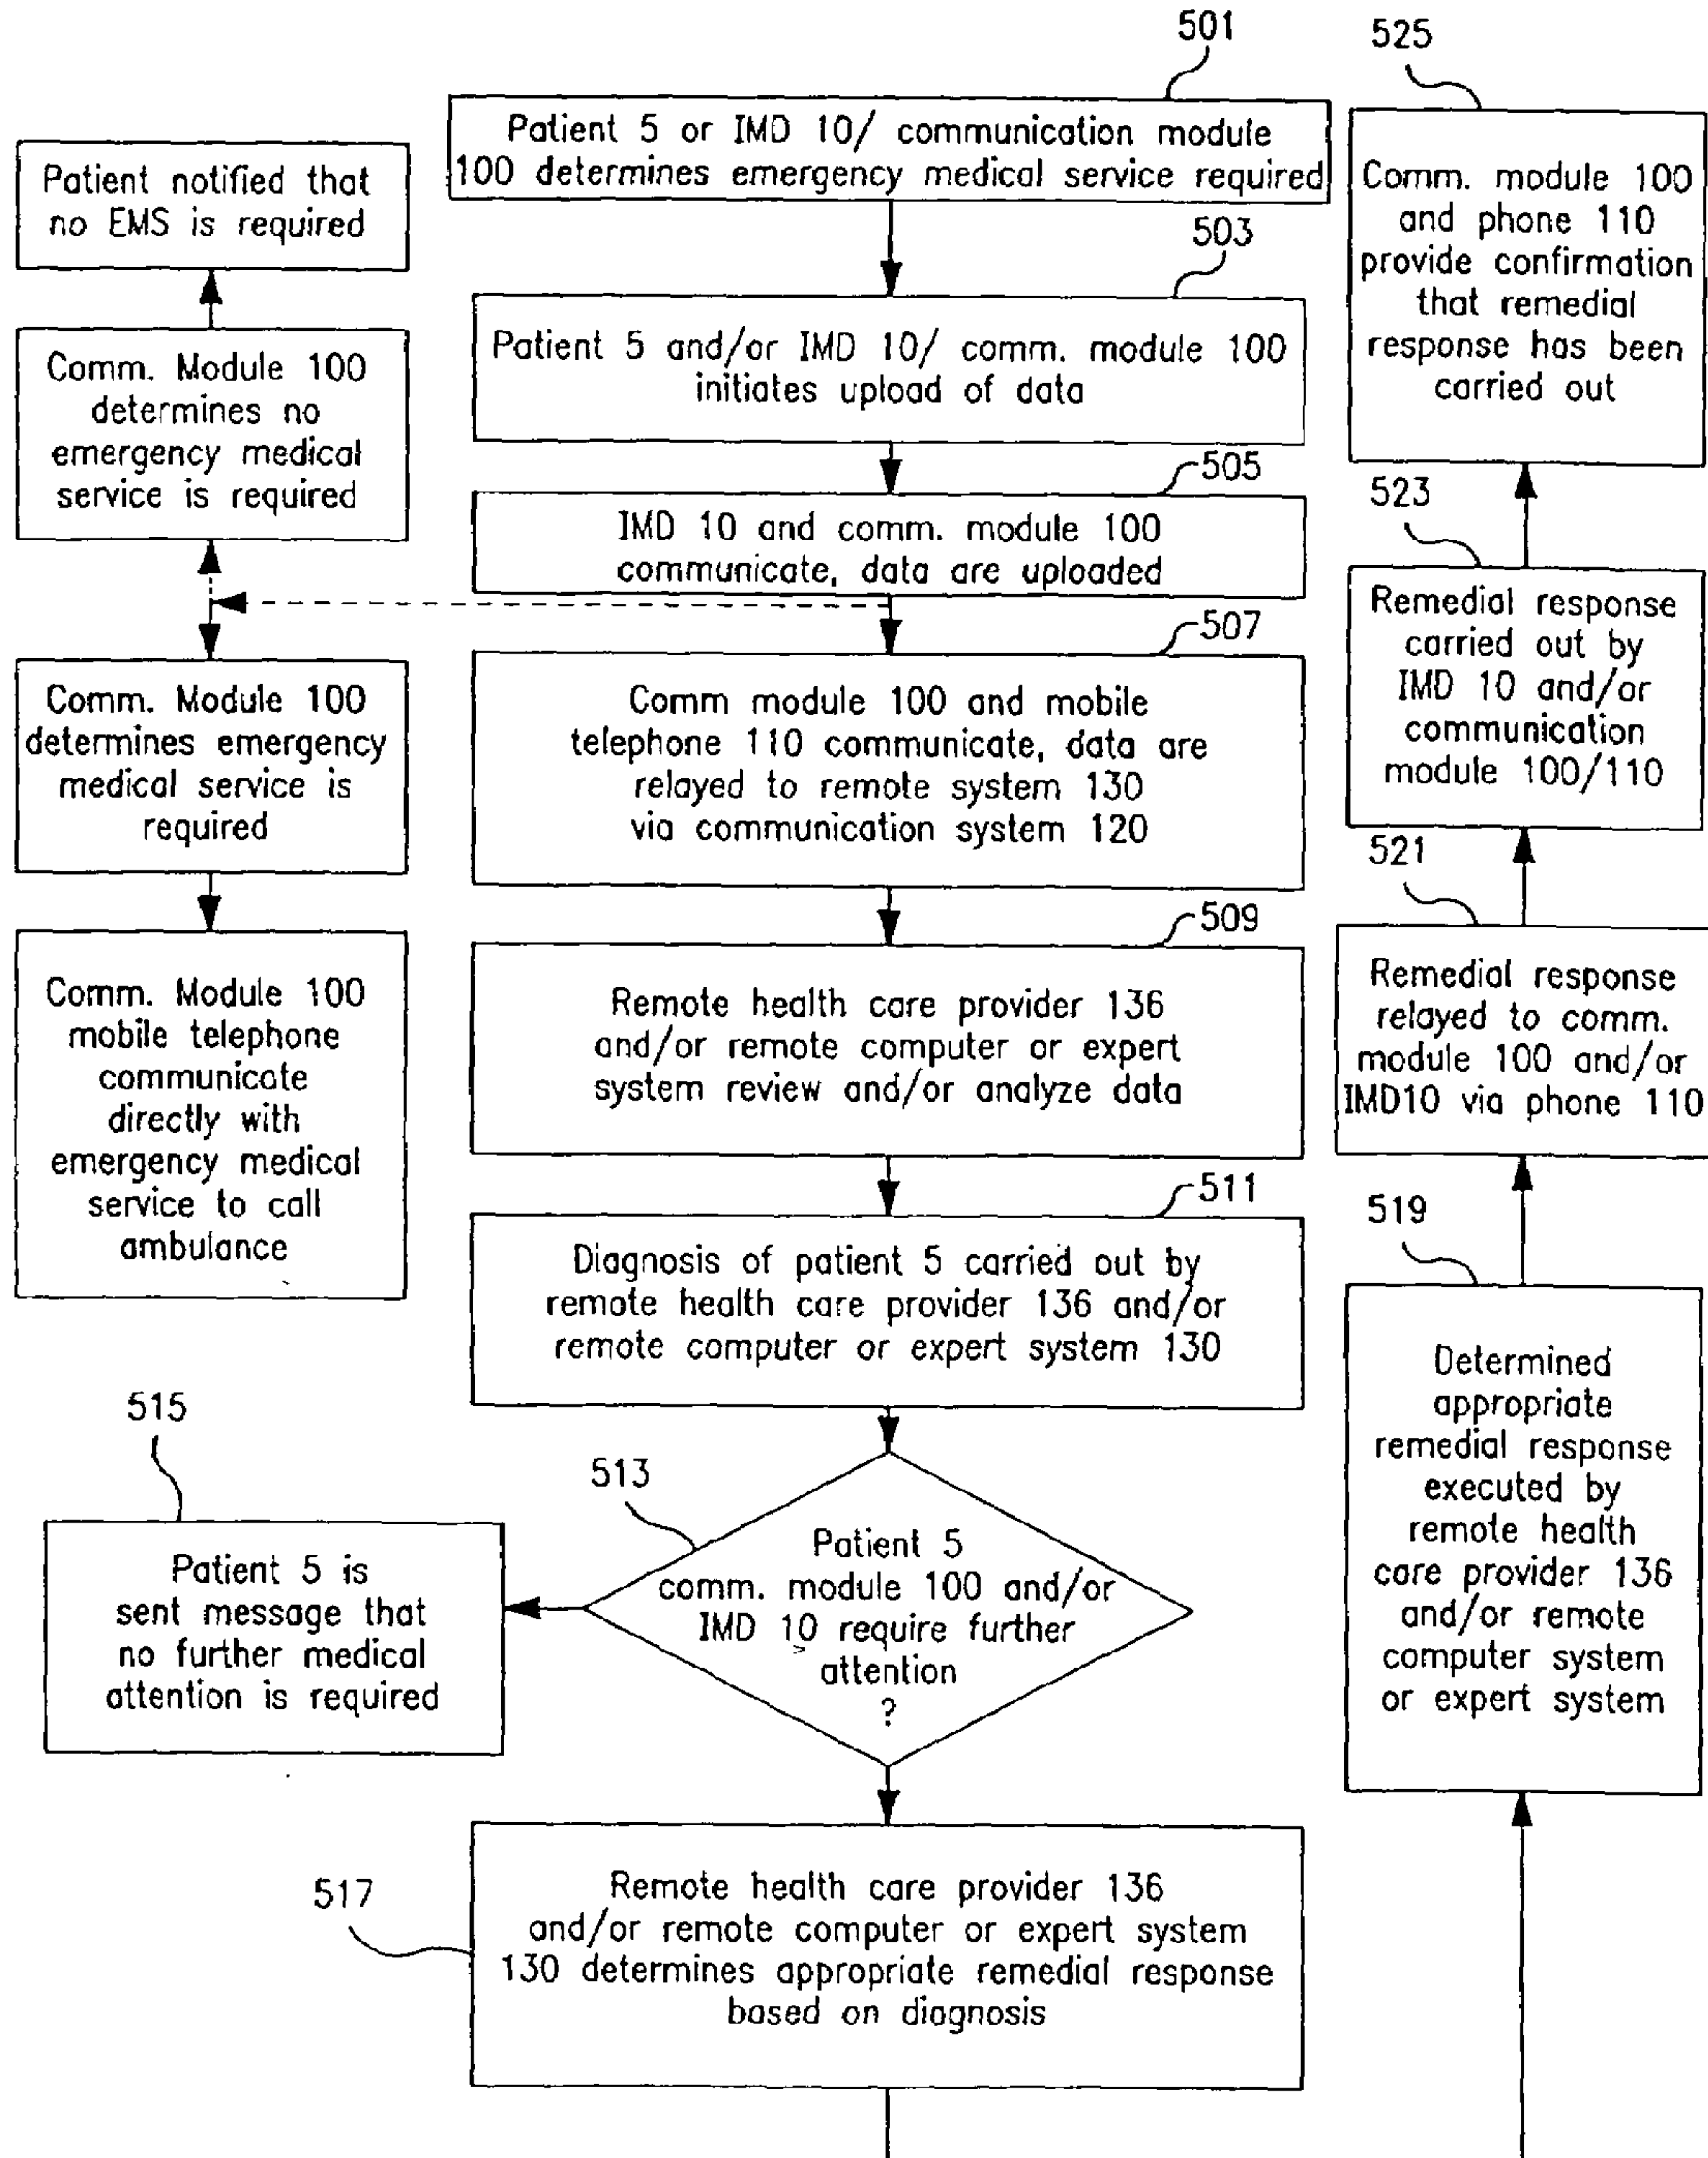 501
Patient 5 or IMD 10/ communication module
100 determines emergency medical service required
503
Patient 5 and/or IMD 10/ comm. module 100
initiates upload of data
505
IMD 10 and comm. module 100
communicate, data are uploaded
507
Comm module 100 and mobile
telephone 110 communicate, data are
relayed to remote system 130
via communication system 120
509
Remote health care provider 136
and/or remote computer or expert
system review and/or analyze data
511
Diagnosis of patient 5 carried out by
remote health care provider 136 and/or
remote computer or expert system 130
513
Patient 5
comm. module 100 and/or
IMD 10 require further
attention
?
515
Patient 5 is
sent message that
no further medical
attention is required
517
Remote health care provider 136
and/or remote computer or expert system
130 determines appropriate remedial response
based on diagnosis
Patient notified that
no EMS is required
Comm. Module 100
determines no
emergency medical
service is required
Comm. Module 100
determines emergency
medical service is
required
Comm. Module 100
mobile telephone
communicate
directly with
emergency medical
service to call
ambulance
525
Comm. module 100
and phone 110
provide confirmation
that remedial
response has been
carried out
523
Remedial response
carried out by
IMD 10 and/or
communication
module 100/110
521
Remedial response
relayed to comm.
module 100 and/or
IMD10 via phone 110
519
Determined
appropriate
remedial response
executed by
remote health
care provider 136
and/or remote
computer system
or expert system